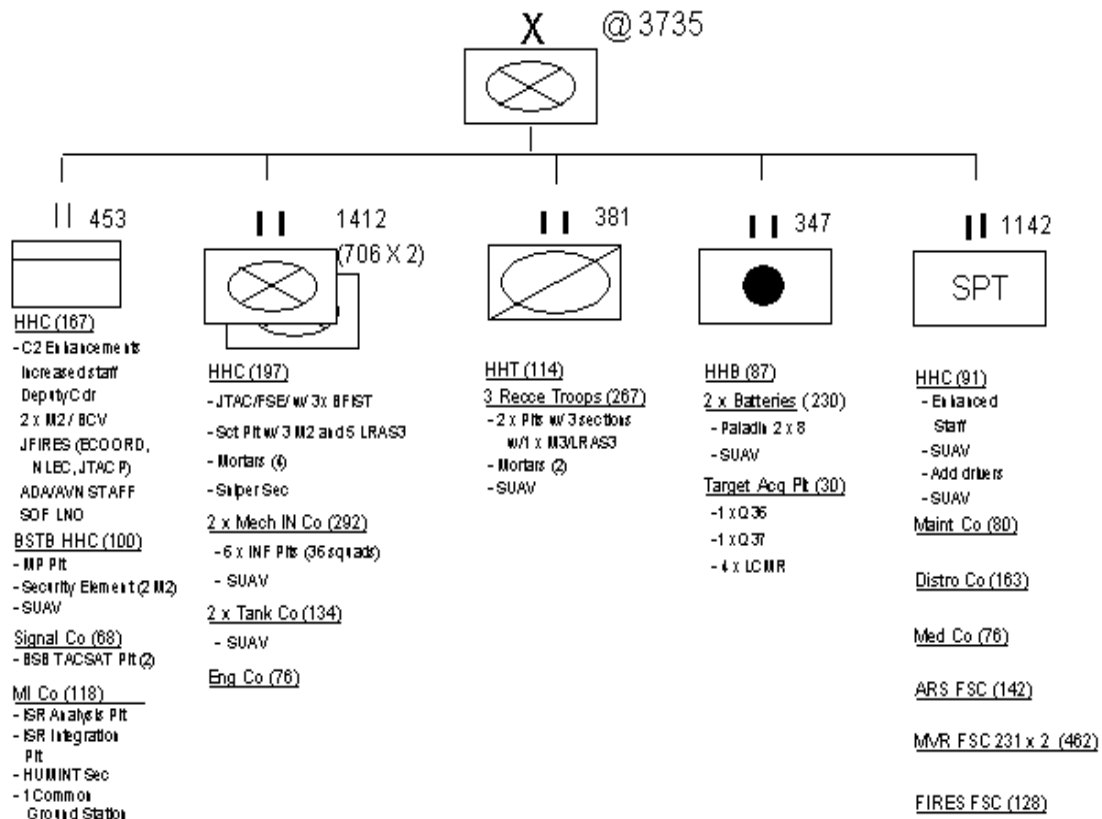 X @ 3735
453
HHC (167)
- C2 Enhancements
Increased staff
Deputy Cdr
2 x M2 / BCV
JFIRES (ECOORD,
NLEC, JTAC P)
ADA/AVN STAFF
SOF LNO
BSTB HHC (100)
- MP Plt
- Security Element (2 M2)
- SUAV
Signal Co (68)
- BSB TACSAT Plt (2)
MI Co (118)
- ISR Analysis Plt
- ISR Integration
Plt
- HUMINT Sec
- 1 Common
Ground Station
1412
(706 X 2)
HHC (197)
- JTAC/FSE/ w/ 3x BFIST
- Sct Plt w/ 3 M2 and 5 LRAS3
- Mortars (4)
- Sniper Sec
2 x Mech IN Co (292)
- 6 x INF Plts (36 squads)
- SUAV
2 x Tank Co (134)
- SUAV
Eng Co (76)
381
HHT (114)
3 Recce Troops (267)
- 2 x Plts w/ 3 sections
w/1 x M3/LRAS3
- Mortars (2)
- SUAV
347
HHB (87)
2 x Batteries (230)
- Paladin 2 x 8
- SUAV
Target Acq Plt (30)
- 1 x Q36
- 1 x Q37
- 4 x LCMR
1142
SPT
HHC (91)
- Enhanced
Staff
- SUAV
- Add drivers
- SUAV
Maint Co (80)
Distro Co (163)
Med Co (76)
ARS FSC (142)
MVR FSC 231 x 2 (462)
FIRES FSC (128)